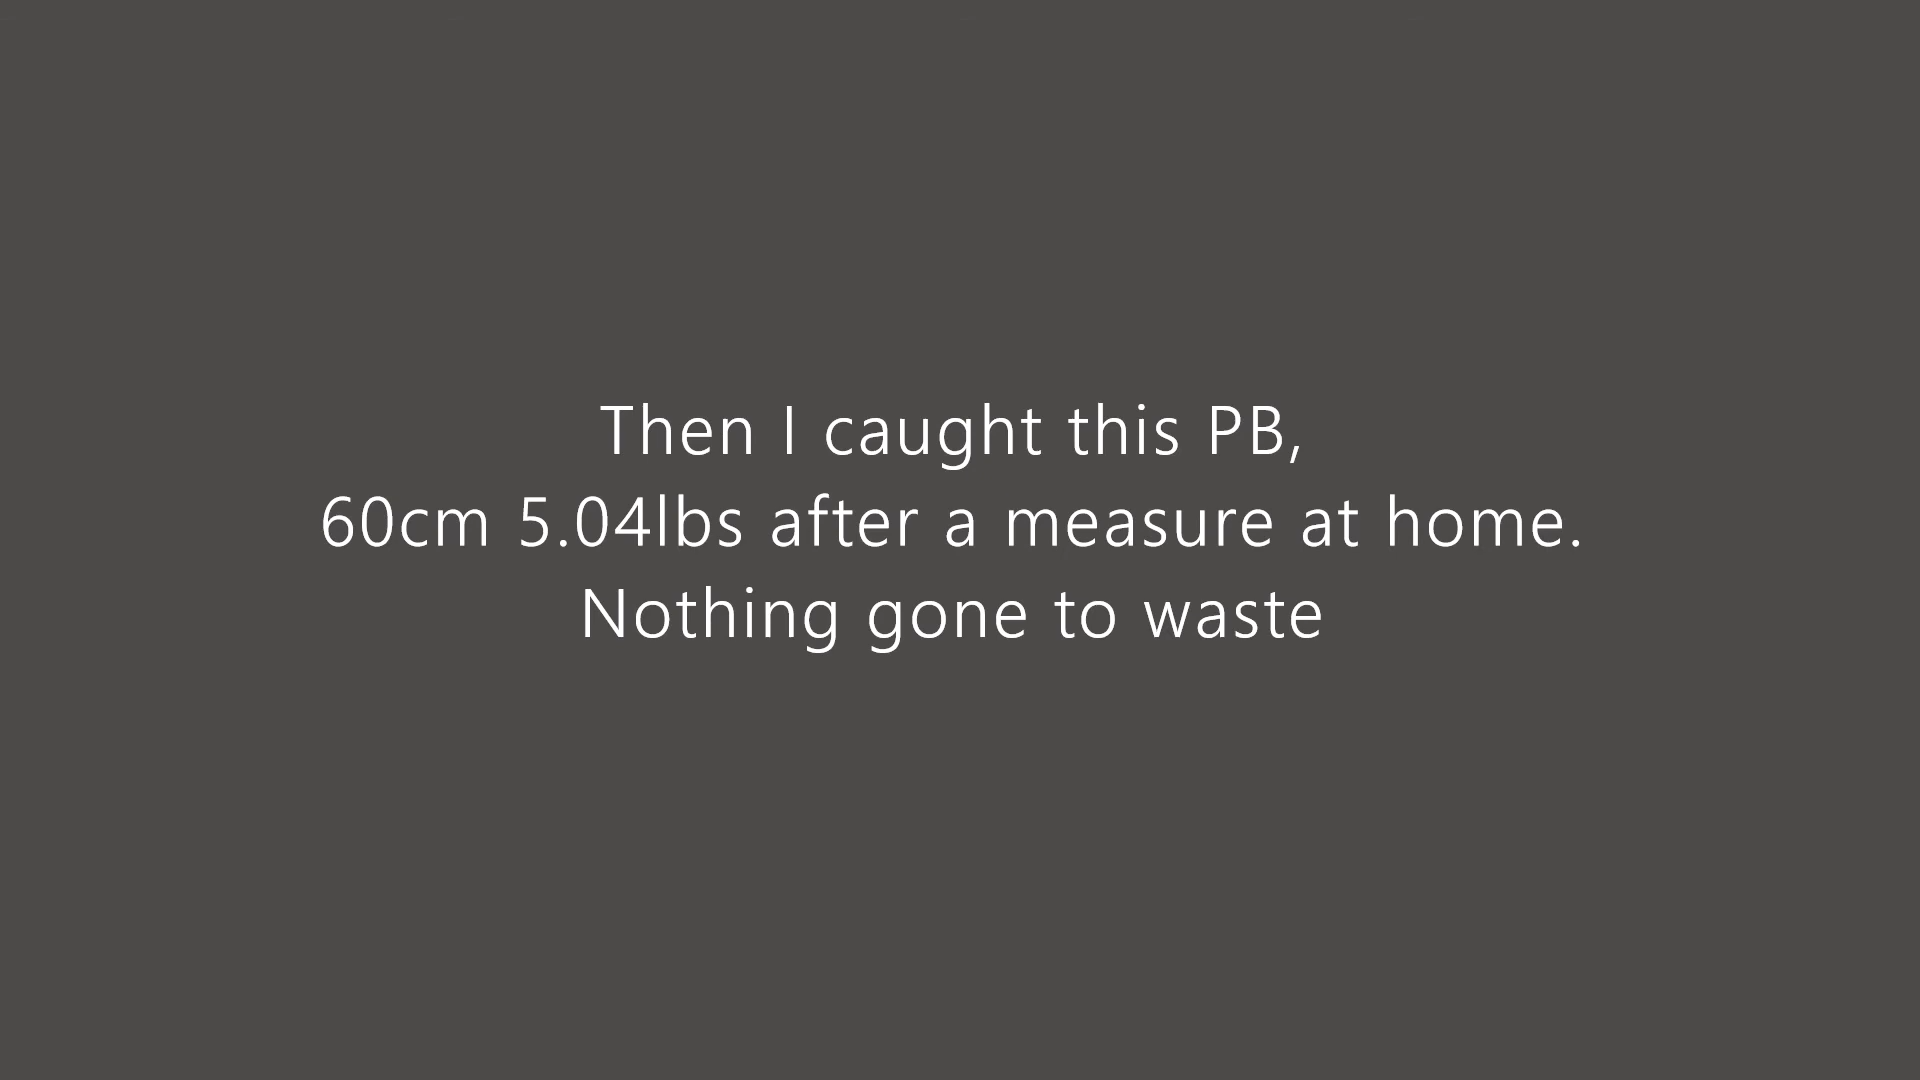 Then I caught this PB,
60cm 5.04lbs after a measure at home.
Nothing gone to waste